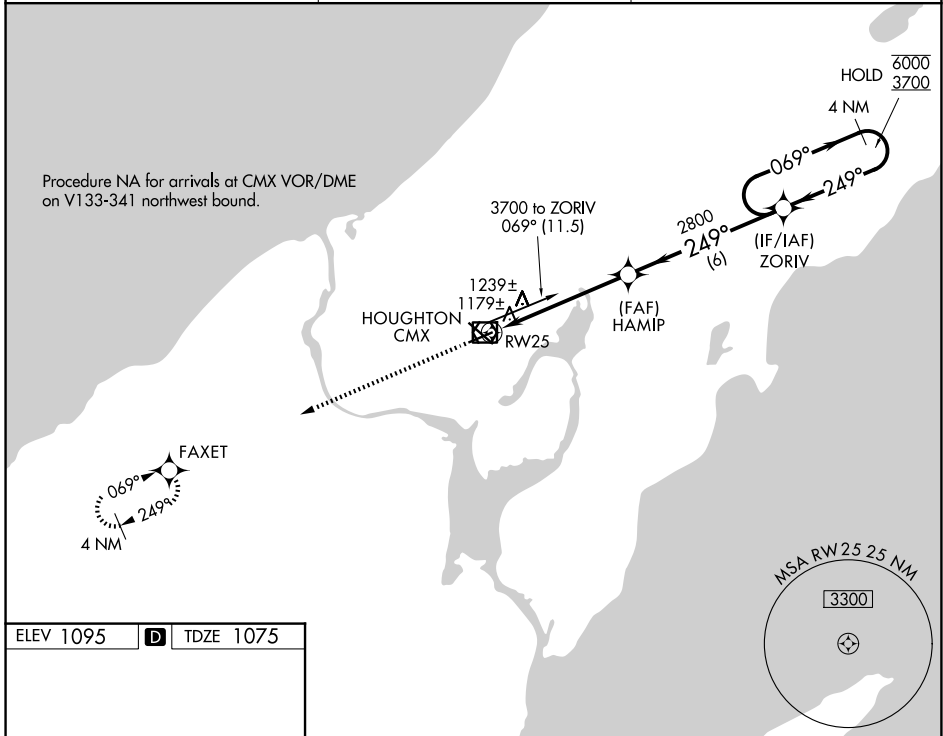 6000
HOLD 3700
4 NM
069°
249°
Procedure NA for arrivals at CMX VOR/DME
on V133-341 northwest bound.
3700 to ZORIV
069° (11.5)
2800
249°
(6)
(IF/IAF)
ZORIV
1239±
1179±
(FAF)
HAMIP
HOUGHTON
CMX
RW25
FAXET
069°
249°
4 NM
MSA RW25 25 NM
3300
ELEV 1095 D TDZE 1075